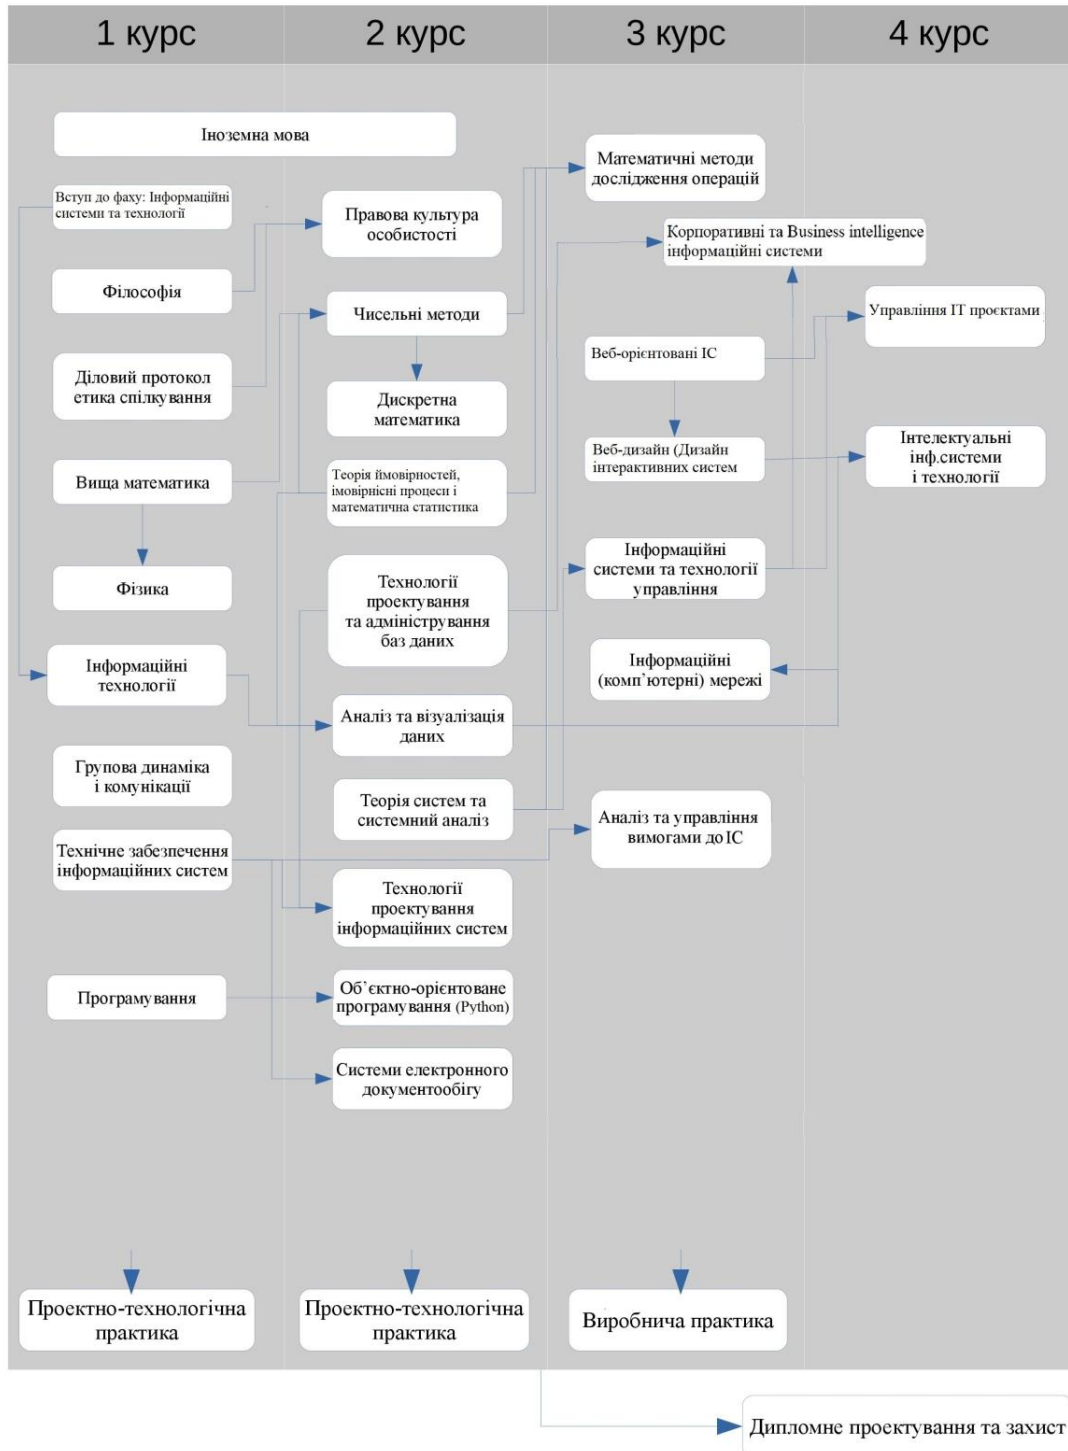 1 курс
2 курс
3 курс
4 курс
Іноземна мова
Вступ до фаху: Інформаційні
системи та технології
Філософія
Діловий протокол
етика спілкування
Вища математика
Фізика
Інформаційні
технології
Групова динаміка
і комунікації
Технічне забезпечення
інформаційних систем
Програмування
Проектно-технологічна
практика
Правова культура
особистості
Чисельні методи
Дискретна
математика
Теорія ймовірностей,
імовірнісні процеси і
математична статистика
Технології
проектування
та адміністрування
баз даних
Аналіз та візуалізація
даних
Теорія систем та
системний аналіз
Технології
проектування
інформаційних систем
Об’єктно-орієнтоване
програмування (Python)
Системи електронного
документообігу
Проектно-технологічна
практика
Математичні методи
дослідження операцій
Корпоративні та Business intelligence
інформаційні системи
Веб-орієнтовані ІС
Веб-дизайн (Дизайн
інтерактивних систем
Інформаційні
системи та технології
управління
Інформаційні
(комп’ютерні) мережі
Аналіз та управління
вимогами до ІС
Виробнича практика
Управління ІТ проєктами
Інтелектуальні
інф.системи
і технології
Дипломне проектування та захист